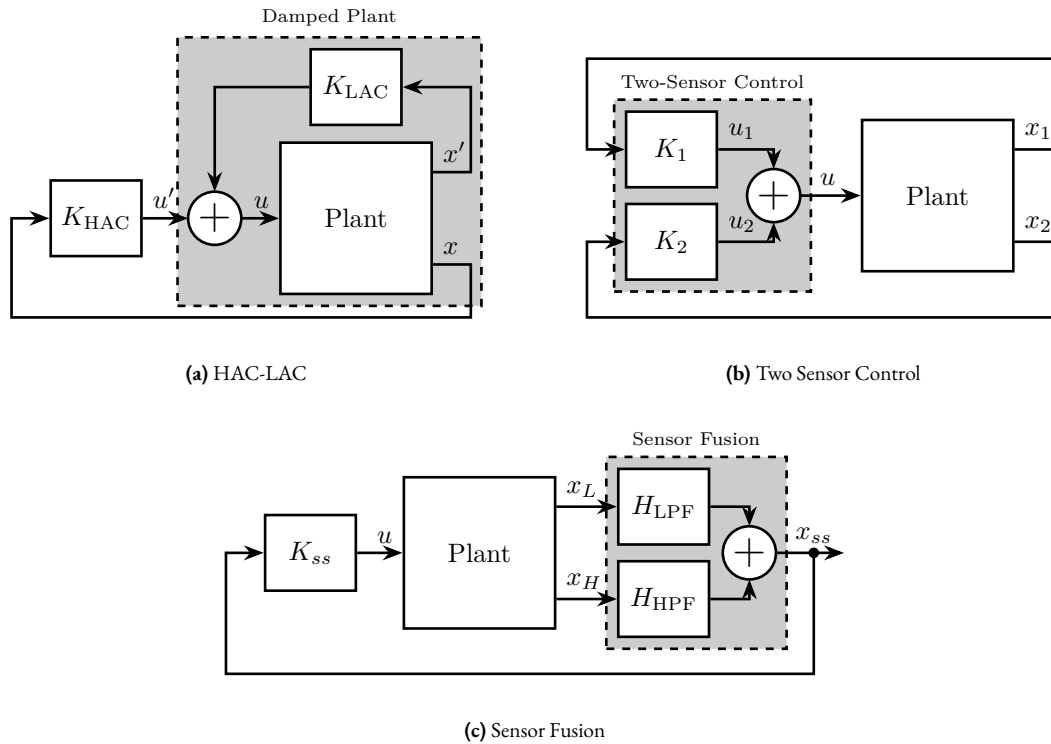 Damped Plant
K_LAC
x′
K_HAC
u′
+
u
Plant
x
(a) HAC-LAC
Two-Sensor Control
K_1
u_1
K_2
u_2
+
u
Plant
x_1
x_2
(b) Two Sensor Control
Sensor Fusion
K_ss
u
Plant
x_L
x_H
H_LPF
H_HPF
+
x_ss
(c) Sensor Fusion